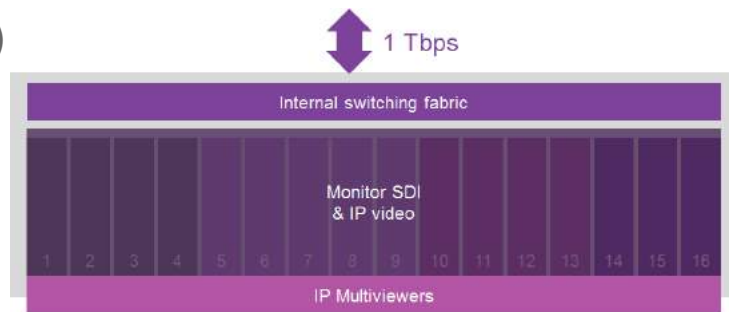 1 Tbps
Internal switching fabric
Monitor SDI
& IP video
1 2 3 4 5 6 7 8 9 10 11 12 13 14 15 16
IP Multiviewers